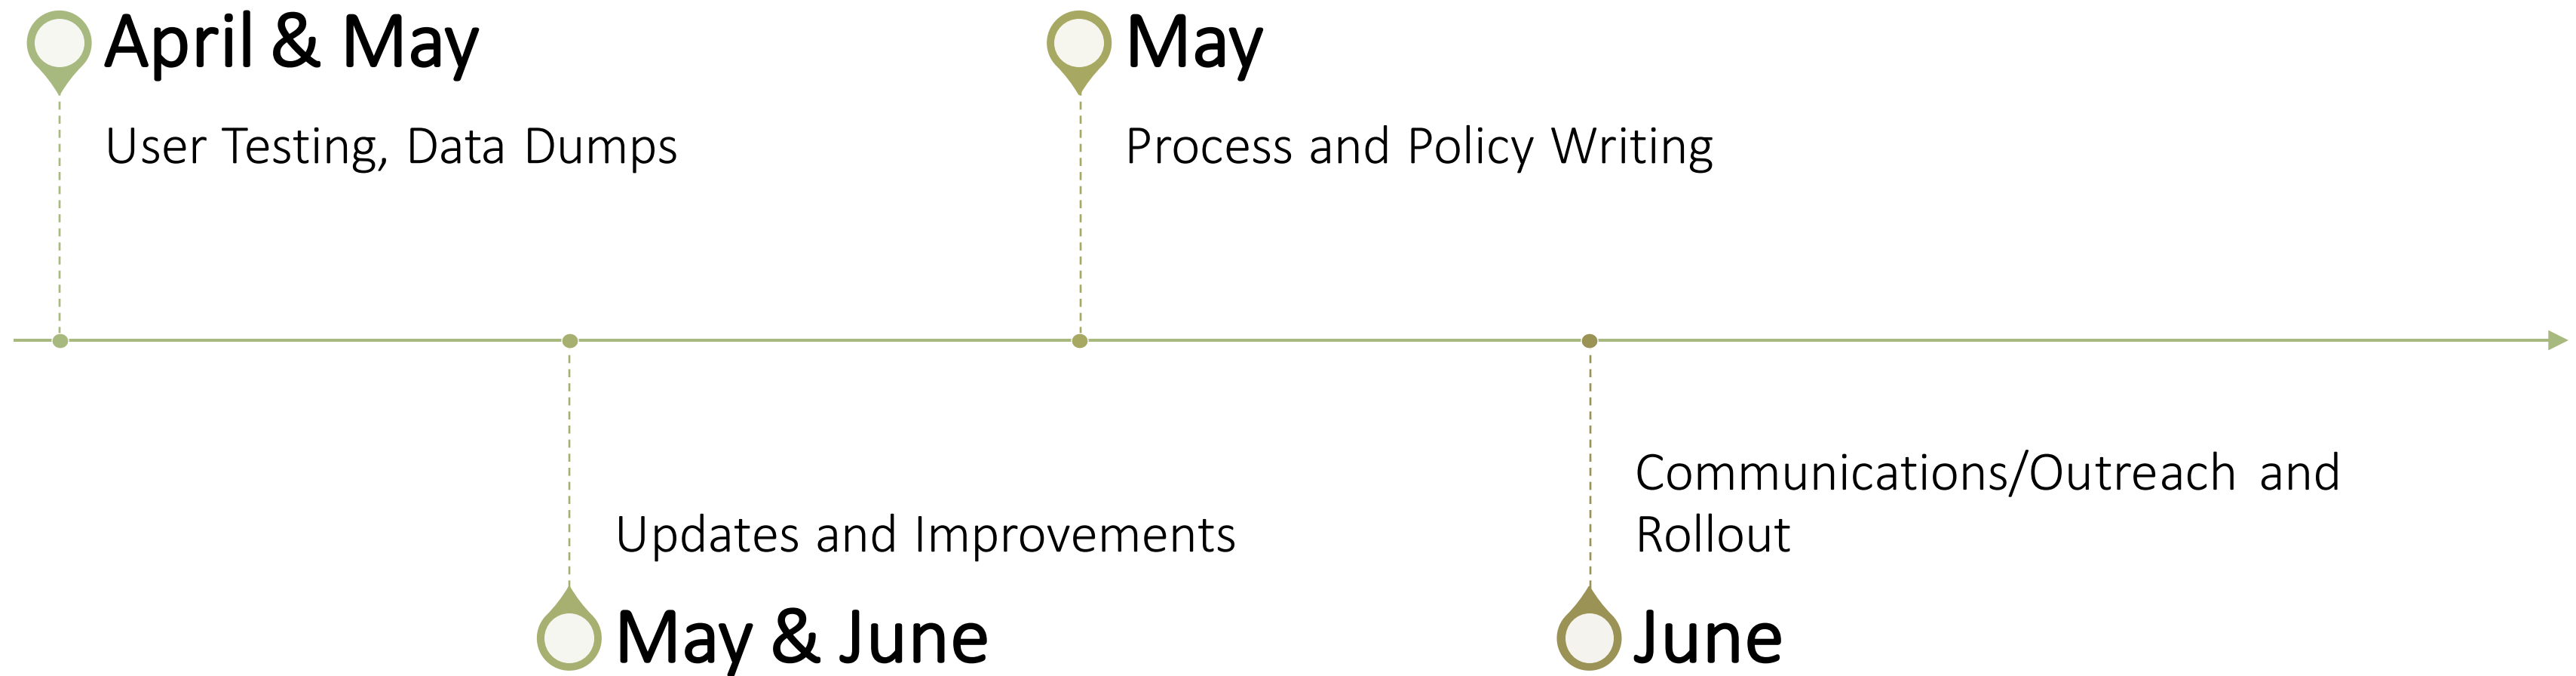 April & May
User Testing, Data Dumps
May
Process and Policy Writing
Updates and Improvements
May & June
Communications/Outreach and
Rollout
June